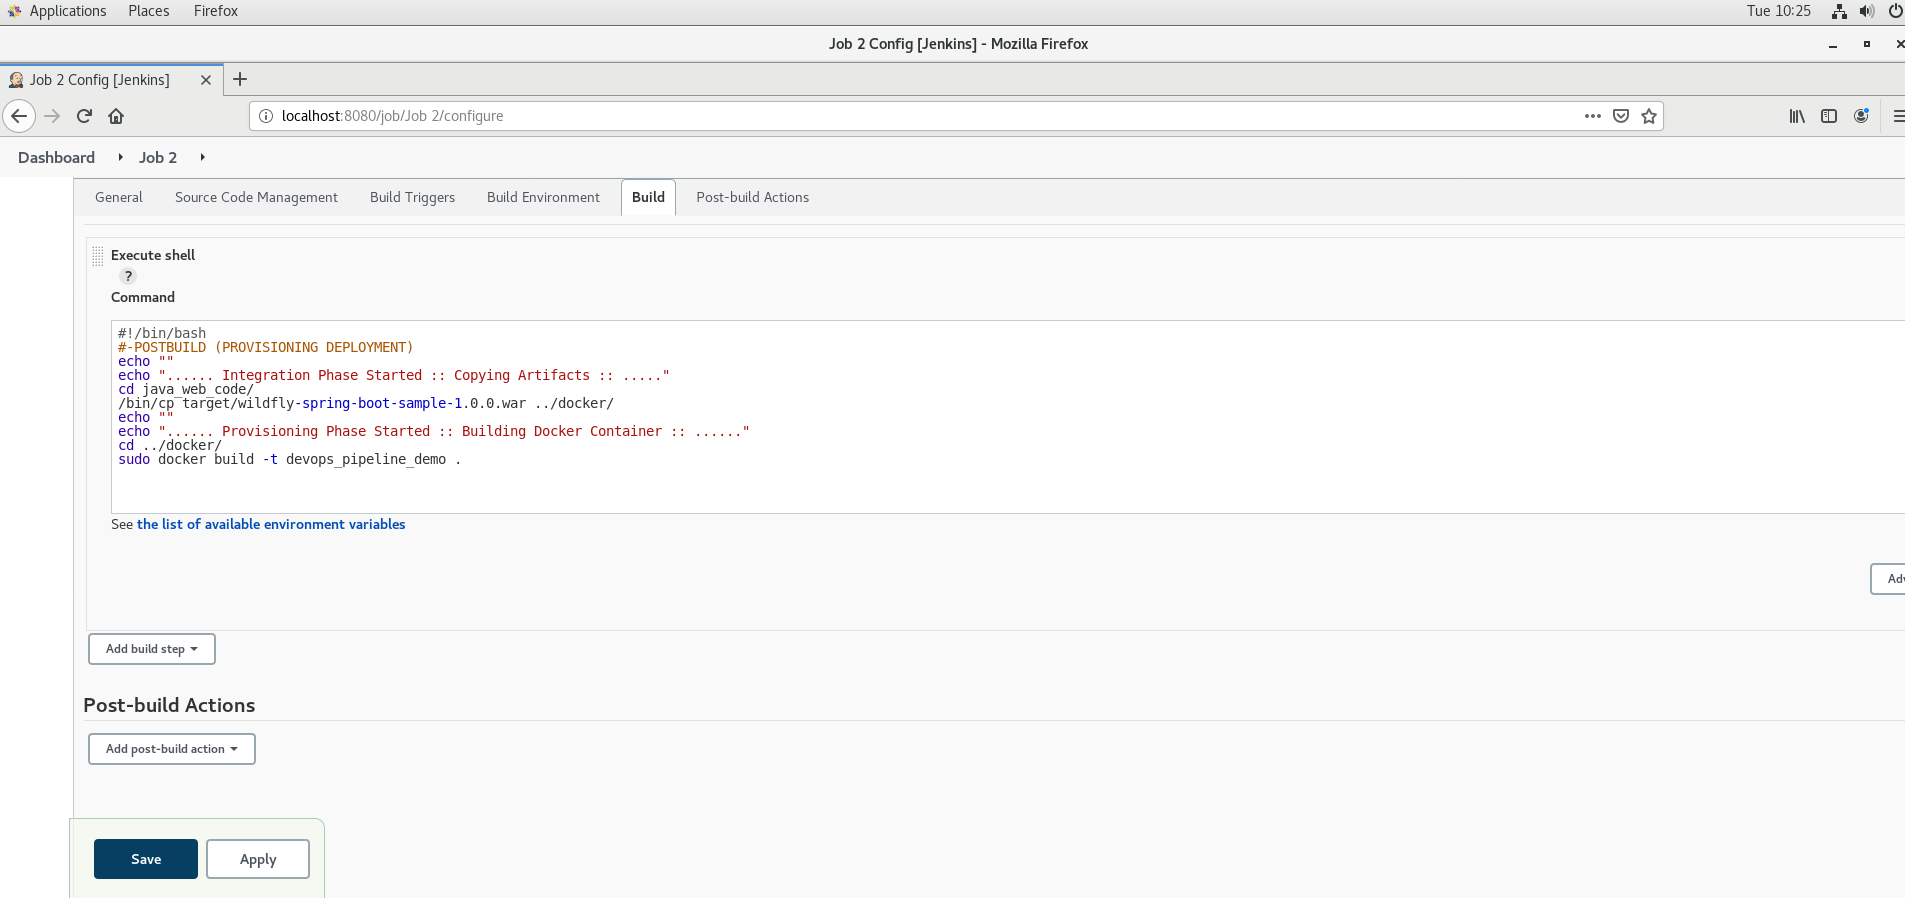 Applications Places Firefox Tue 10:25
Job 2 Config [Jenkins] - Mozilla Firefox
Job 2 Config [Jenkins]
localhost:8080/job/Job 2/configure
Dashboard Job 2
General Source Code Management Build Triggers Build Environment Build Post-build Actions
Execute shell
?
Command
#!/bin/bash
#-POSTBUILD (PROVISIONING DEPLOYMENT)
echo ""
echo "...... Integration Phase Started :: Copying Artifacts :: ....."
cd java_web_code/
/bin/cp target/wildfly-spring-boot-sample-1.0.0.war ../docker/
echo ""
echo "...... Provisioning Phase Started :: Building Docker Container :: ......"
cd ../docker/
sudo docker build -t devops_pipeline_demo .
See the list of available environment variables
Add build step
Post-build Actions
Add post-build action
Save Apply